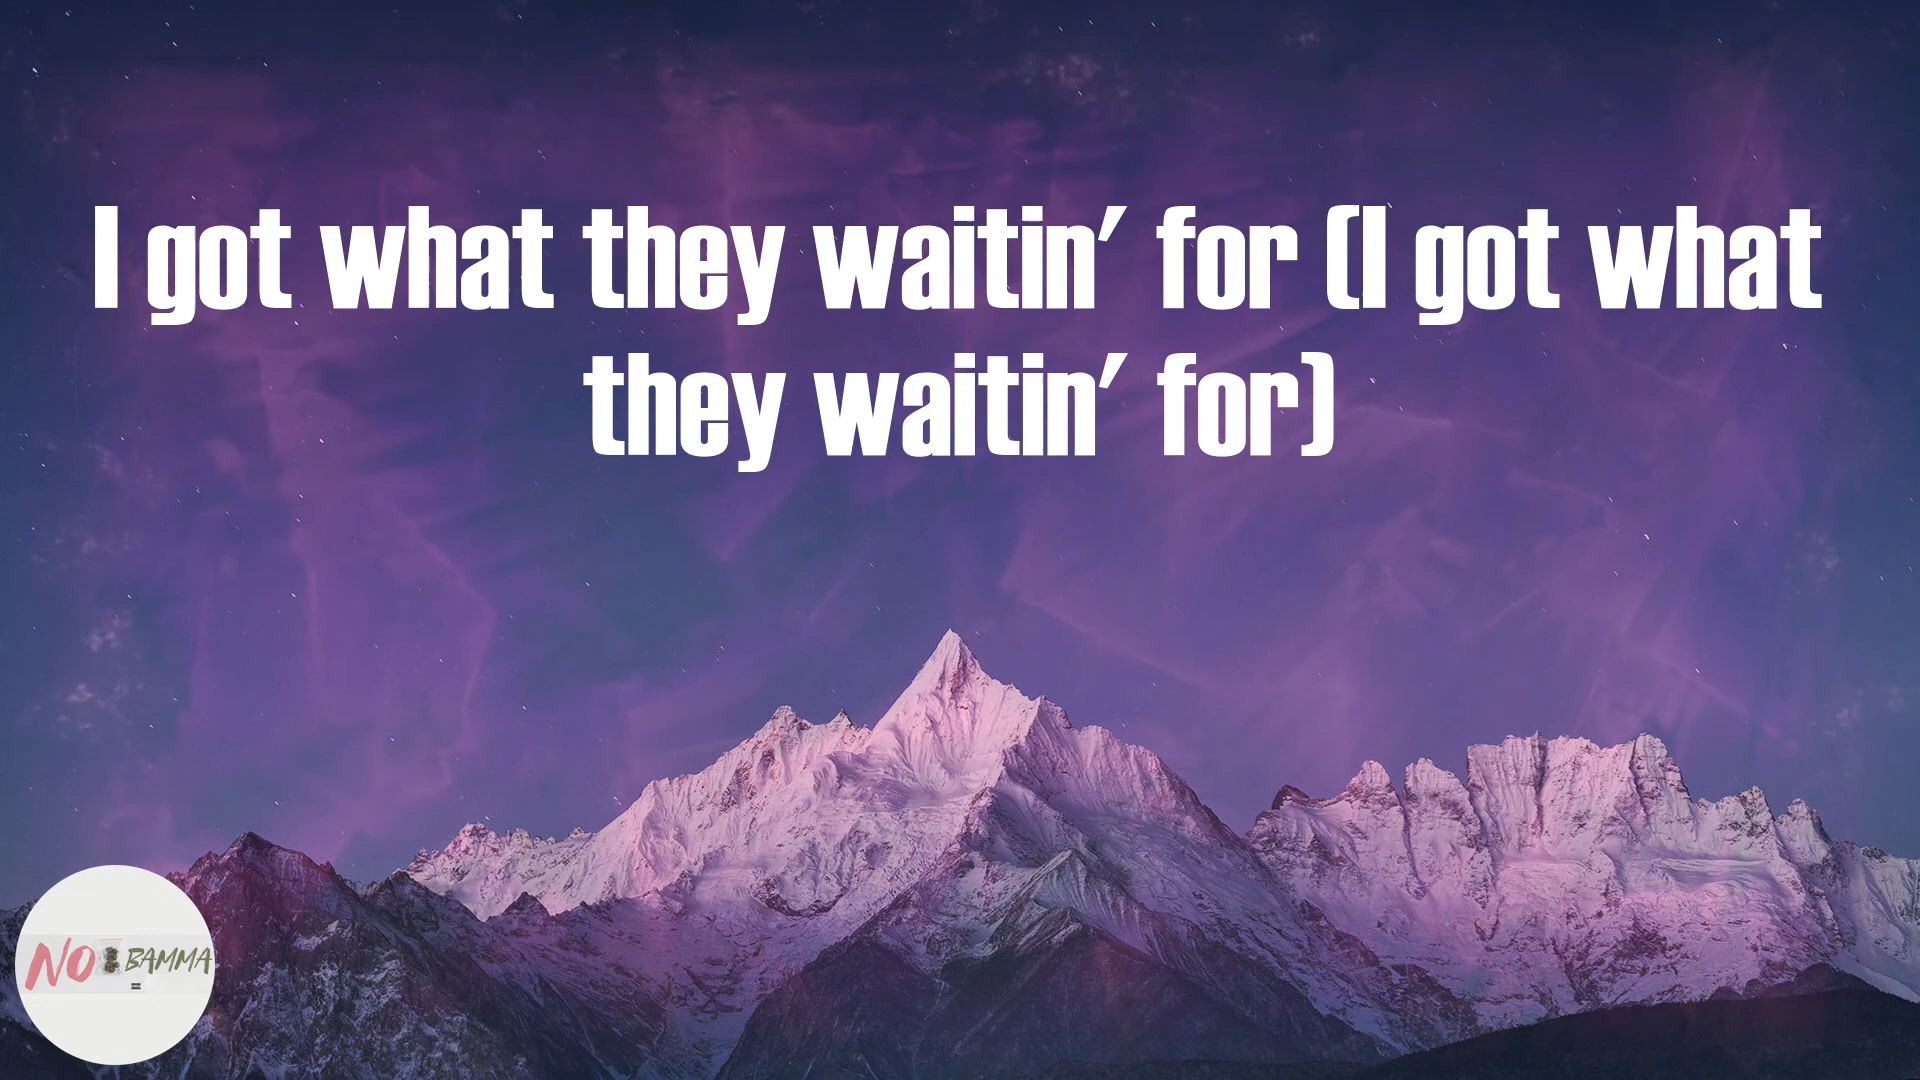 I got what they waitin' for (I got what
they waitin' for)
NO BAMMA